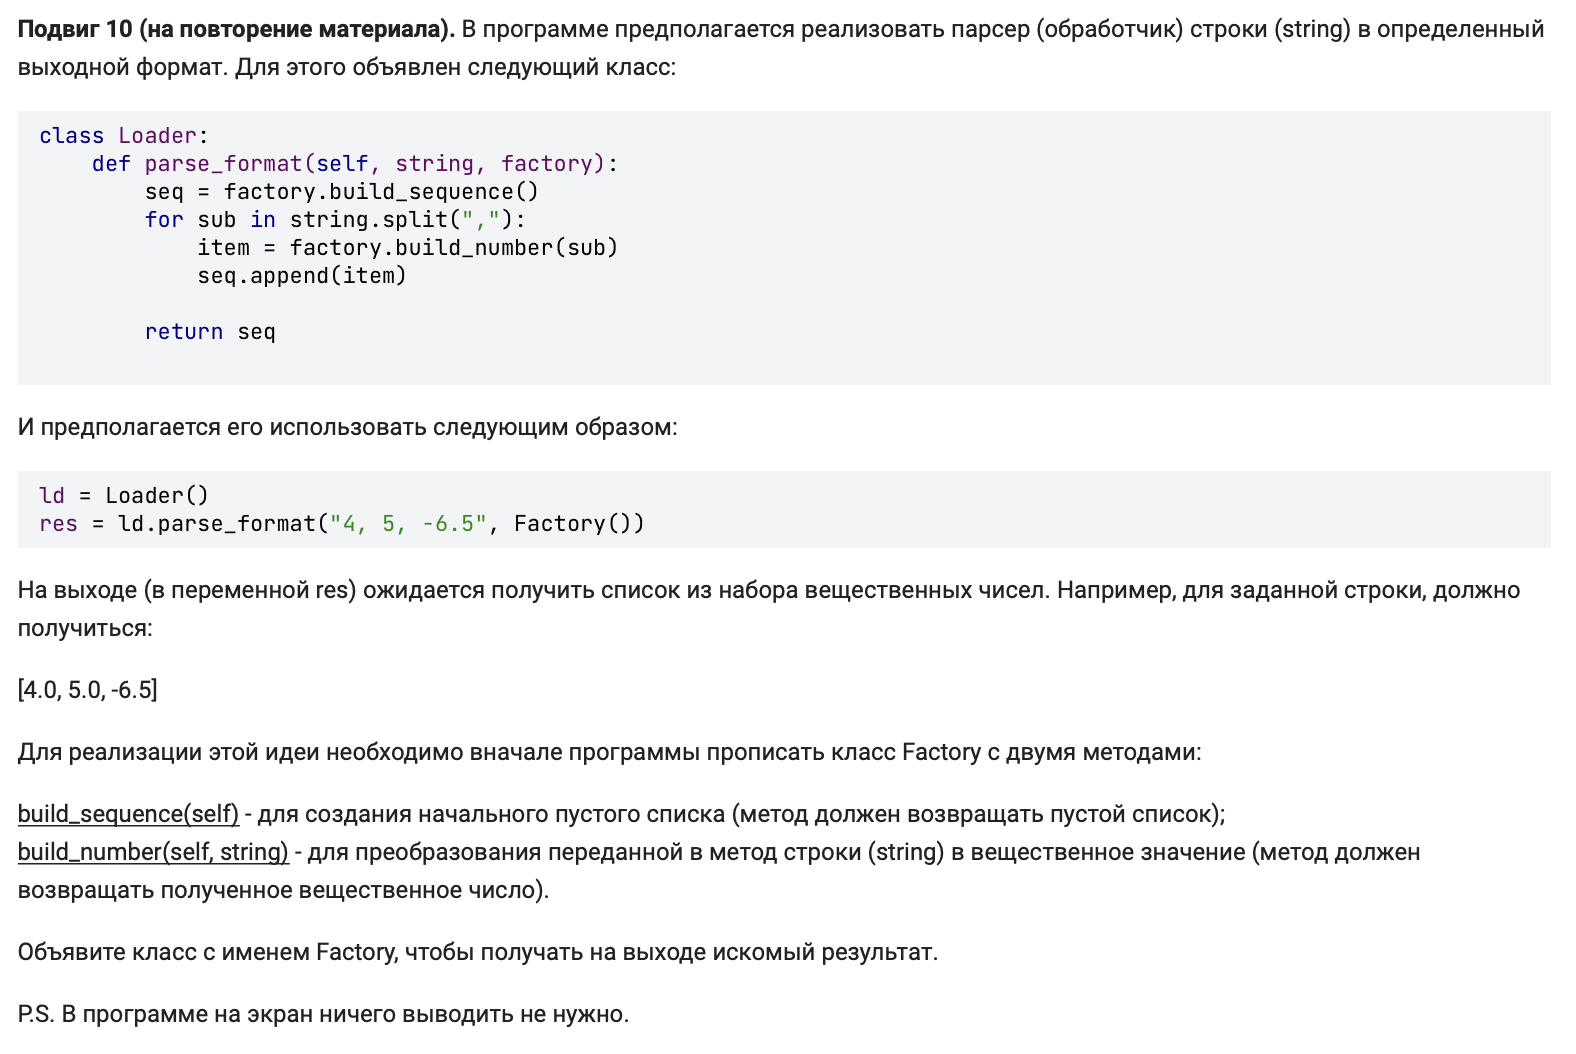 Подвиг 10 (на повторение материала). В программе предполагается реализовать парсер (обработчик) строки (string) в определенный
выходной формат. Для этого объявлен следующий класс:
class Loader:
    def parse_format(self, string, factory):
        seq = factory.build_sequence()
        for sub in string.split(","):
            item = factory.build_number(sub)
            seq.append(item)
        return seq
И предполагается его использовать следующим образом:
ld = Loader()
res = ld.parse_format("4, 5, -6.5", Factory())
На выходе (в переменной res) ожидается получить список из набора вещественных чисел. Например, для заданной строки, должно
получиться:
[4.0, 5.0, -6.5]
Для реализации этой идеи необходимо вначале программы прописать класс Factory с двумя методами:
build_sequence(self) - для создания начального пустого списка (метод должен возвращать пустой список);
build_number(self, string) - для преобразования переданной в метод строки (string) в вещественное значение (метод должен
возвращать полученное вещественное число).
Объявите класс с именем Factory, чтобы получать на выходе искомый результат.
P.S. В программе на экран ничего выводить не нужно.